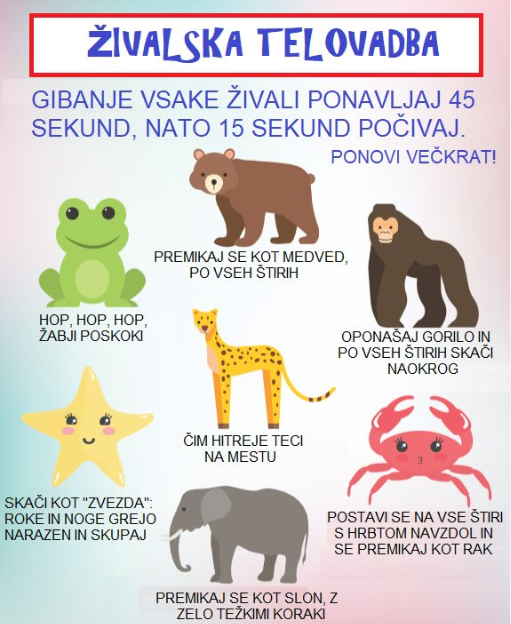 ŽIVALSKA TELOVADBA
GIBANJE VSAKE ŽIVALI PONAVLJAJ 45
SEKUND, NATO 15 SEKUND POČIVAJ.
PONOVI VEČKRAT!
PREMIKAJ SE KOT MEDVED,
PO VSEH ŠTIRIH
HOP, HOP, HOP,
ŽABJI POSKOKI
OPONAŠAJ GORILO IN
PO VSEH ŠTIRIH SKAČI
NAOKROG
ČIM HITREJE TECI
NA MESTU
SKAČI KOT "ZVEZDA":
ROKE IN NOGE GREJO
NARAZEN IN SKUPAJ
POSTAVI SE NA VSE ŠTIRI
S HRBTOM NAVZDOL IN
SE PREMIKAJ KOT RAK
PREMIKAJ SE KOT SLON, Z
ZELO TEŽKIMI KORAKI